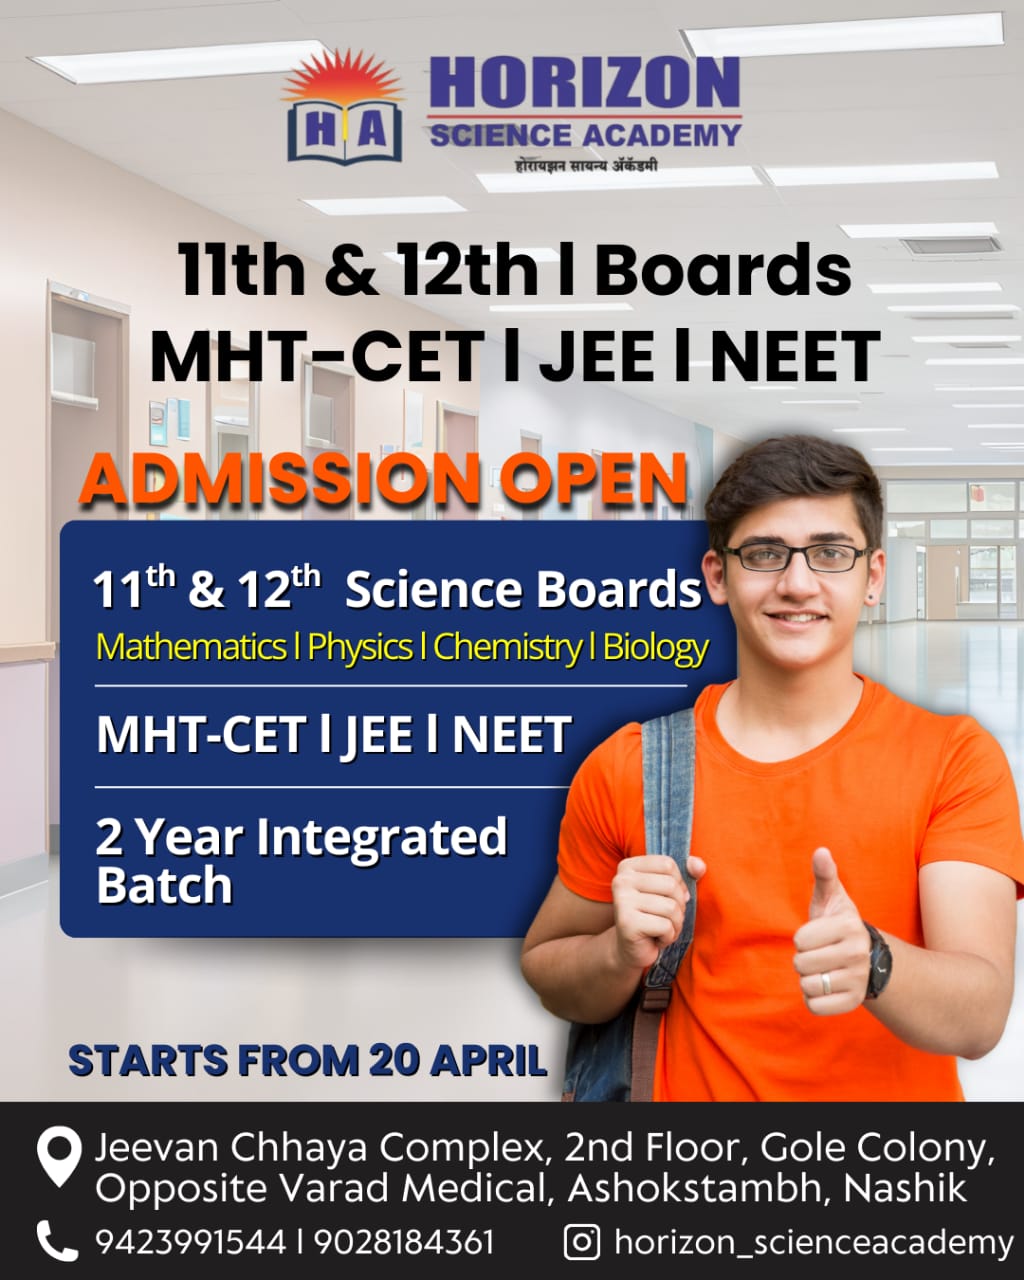 H A
HORIZON
SCIENCE ACADEMY
होरायझन सायन्य ॲकॅडमी
11th & 12th | Boards
MHT-CET | JEE | NEET
ADMISSION OPEN
11th & 12th Science Boards
Mathematics | Physics | Chemistry | Biology
MHT-CET | JEE | NEET
2 Year Integrated
Batch
STARTS FROM 20 APRIL
Jeevan Chhaya Complex, 2nd Floor, Gole Colony,
Opposite Varad Medical, Ashokstambh, Nashik
9423991544 | 9028184361
horizon_scienceacademy